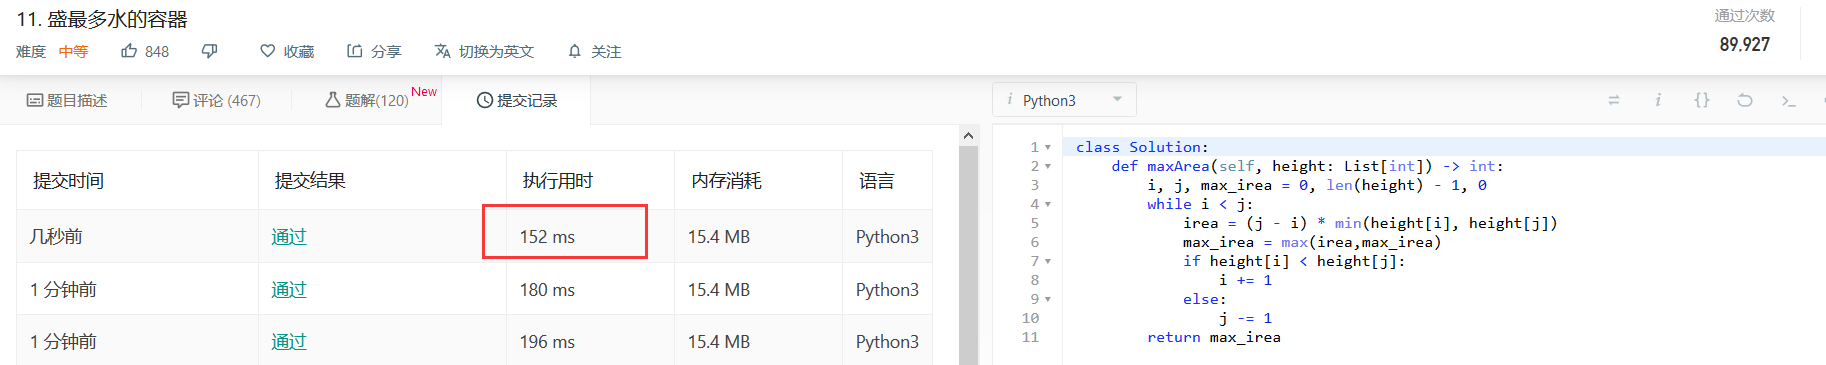 11. 盛最多水的容器
难度 中等 848 收藏 分享 切换为英文 关注
通过次数
89,927
题目描述 评论 (467) 题解(120) New 提交记录
提交时间 提交结果 执行用时 内存消耗 语言
几秒前 通过 152 ms 15.4 MB Python3
1 分钟前 通过 180 ms 15.4 MB Python3
1 分钟前 通过 196 ms 15.4 MB Python3
i Python3
1 class Solution:
2 def maxArea(self, height: List[int]) -> int:
3 i, j, max_irea = 0, len(height) - 1, 0
4 while i < j:
5 irea = (j - i) * min(height[i], height[j])
6 max_irea = max(irea,max_irea)
7 if height[i] < height[j]:
8 i += 1
9 else:
10 j -= 1
11 return max_irea